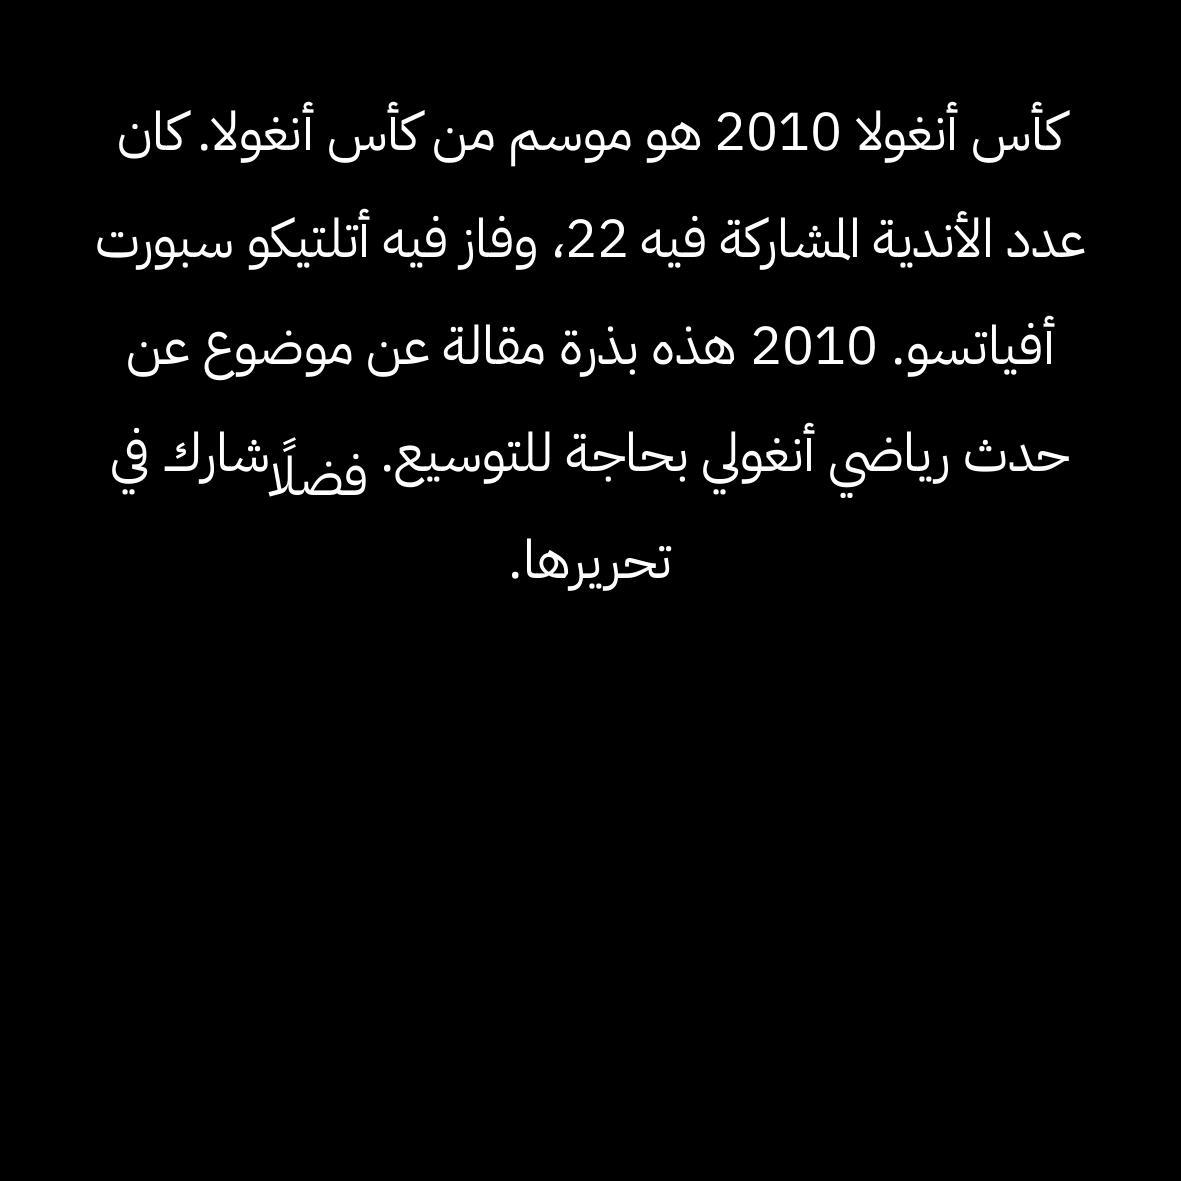 كأس أنغولا 2010 هو موسم من كأس أنغولا. كان
عدد الأندية المشاركة فيه 22، وفاز فيه أتلتيكو سبورت
أفياتسو. 2010 هذه بذرة مقالة عن موضوع عن
حدث رياضي أنغولي بحاجة للتوسيع. فضلًا شارك في
تحريرها.